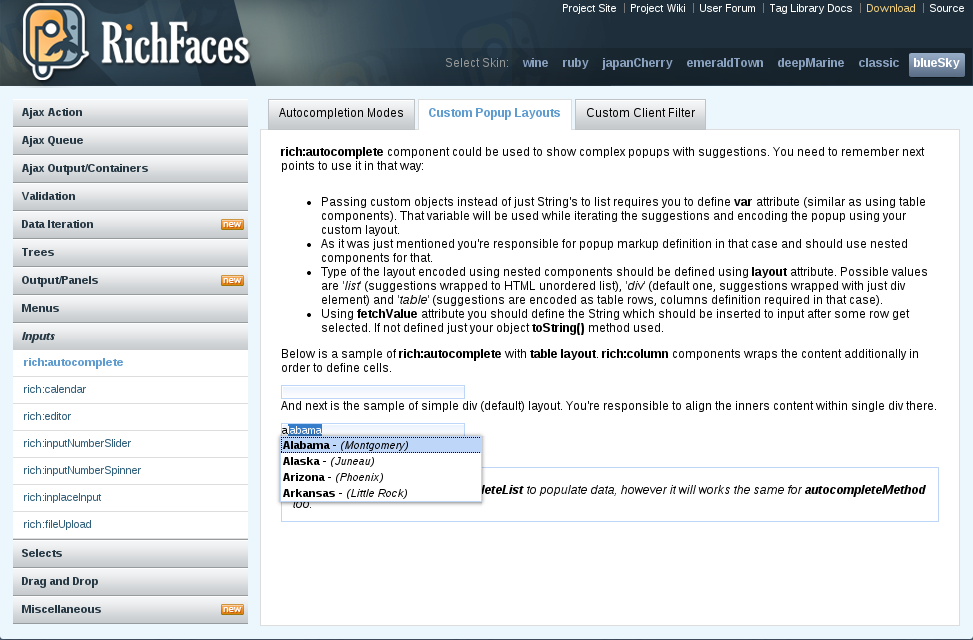 Project Site | Project Wiki | User Forum | Tag Library Docs | Download | Source
RichFaces
Select Skin: wine ruby japanCherry emeraldTown deepMarine classic blueSky
Ajax Action
Ajax Queue
Ajax Output/Containers
Validation
Data Iteration new
Trees
Output/Panels new
Menus
Inputs
rich:autocomplete
rich:calendar
rich:editor
rich:inputNumberSlider
rich:inputNumberSpinner
rich:inplaceInput
rich:fileUpload
Selects
Drag and Drop
Miscellaneous new
Autocompletion Modes Custom Popup Layouts Custom Client Filter
rich:autocomplete component could be used to show complex popups with suggestions. You need to remember next
points to use it in that way:
• Passing custom objects instead of just String's to list requires you to define var attribute (similar as using table
components). That variable will be used while iterating the suggestions and encoding the popup using your
custom layout.
• As it was just mentioned you're responsible for popup markup definition in that case and should use nested
components for that.
• Type of the layout encoded using nested components should be defined using layout attribute. Possible values
are 'list' (suggestions wrapped to HTML unordered list), 'div' (default one, suggestions wrapped with just div
element) and 'table' (suggestions are encoded as table rows, columns definition required in that case).
• Using fetchValue attribute you should define the String which should be inserted to input after some row get
selected. If not defined just your object toString() method used.
Below is a sample of rich:autocomplete with table layout. rich:column components wraps the content additionally in
order to define cells.
And next is the sample of simple div (default) layout. You're responsible to align the inners content within single div there.
alabama
Alabama - (Montgomery)
Alaska - (Juneau)
Arizona - (Phoenix)
Arkansas - (Little Rock)
leteList to populate data, however it will works the same for autocompleteMethod
too.